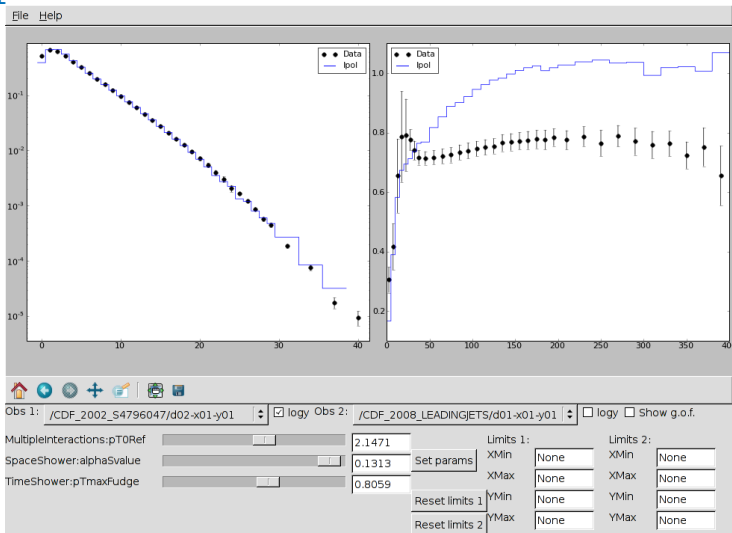 File Help
Data
Ipol
10⁻¹
10⁻²
10⁻³
10⁻⁴
10⁻⁵
0 10 20 30 40
Data
Ipol
1.0
0.8
0.6
0.4
0.2
0 50 100 150 200 250 300 350 400
Obs 1: /CDF_2002_S4796047/d02-x01-y01 logy Obs 2: /CDF_2008_LEADINGJETS/d01-x01-y01 logy Show g.o.f.
MultipleInteractions:pT0Ref 2.1471
SpaceShower:alphaSvalue 0.1313
TimeShower:pTmaxFudge 0.8059
Set params
Reset limits 1
Reset limits 2
Limits 1:
XMin None
XMax None
YMin None
YMax None
Limits 2:
XMin None
XMax None
YMin None
YMax None